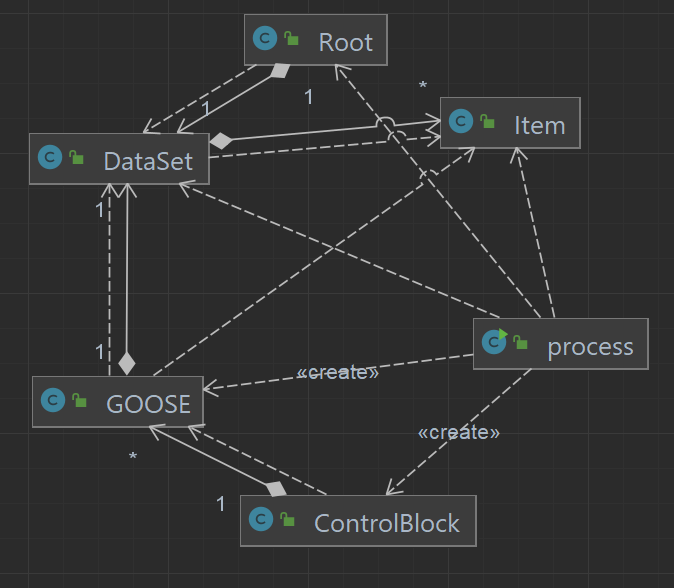 C Root
1
1
*
C Item
C DataSet
1
C process
1
«create»
C GOOSE
«create»
*
1
C ControlBlock